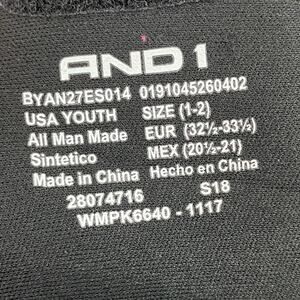 AND 1
BYAN27ES014 0191045260402
USA YOUTH SIZE (1-2)
All Man Made EUR (32½-33½)
Sintetico MEX (20½-21)
Made in China Hecho en China
28074716 S18
WMPK6640 - 1117